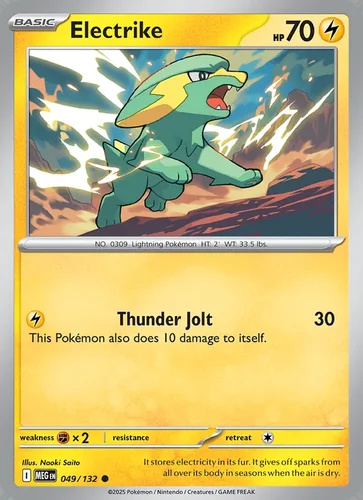 BASIC Electrike HP 70
NO. 0309 Lightning Pokémon HT: 2' WT: 33.5 lbs.
Thunder Jolt 30
This Pokémon also does 10 damage to itself.
weakness ×2 resistance retreat
Illus. Naoki Saito
It stores electricity in its fur. It gives off sparks from
I MEG EN 049/132
all over its body in seasons when the air is dry.
©2025 Pokémon / Nintendo / Creatures / GAME FREAK